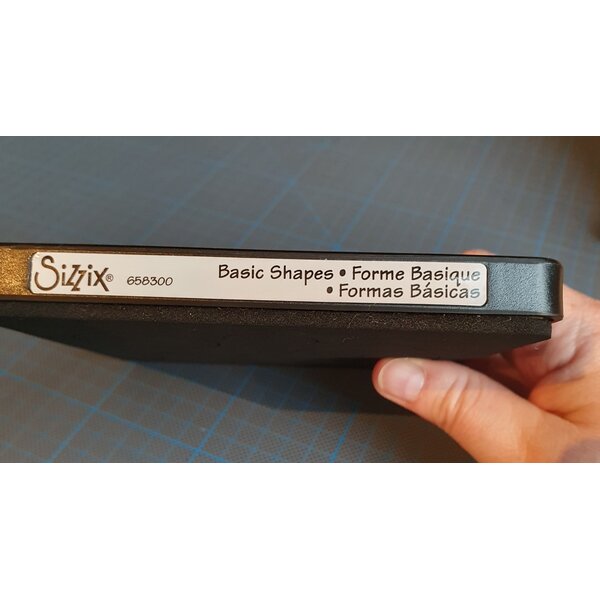 Sizzix® 658300 Basic Shapes • Forme Basique
• Formas Básicas